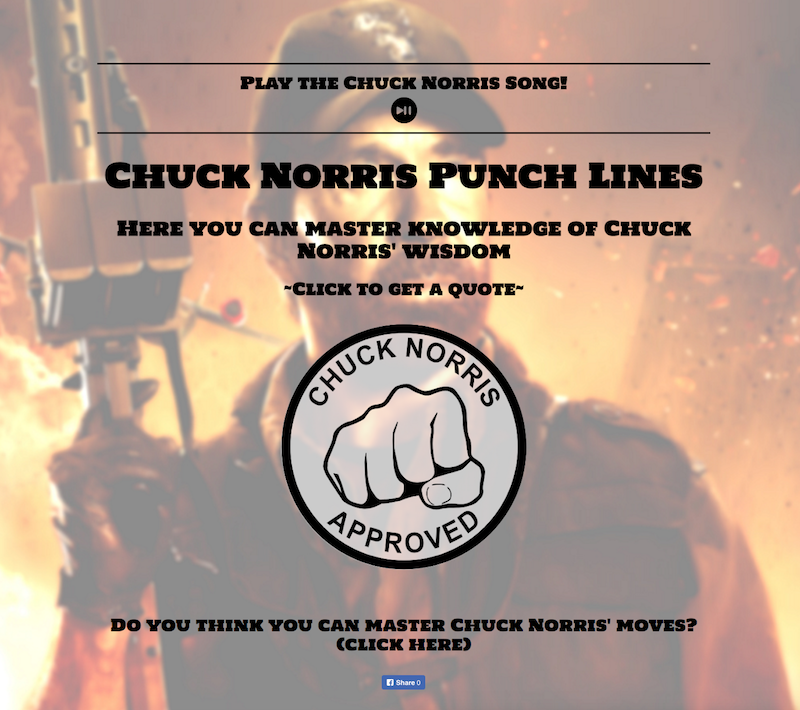 Play the Chuck Norris Song!
Chuck Norris Punch Lines
Here you can master knowledge of Chuck
Norris' wisdom
~Click to get a quote~
CHUCK NORRIS
APPROVED
Do you think you can master Chuck Norris' moves?
(click here)
Share 0